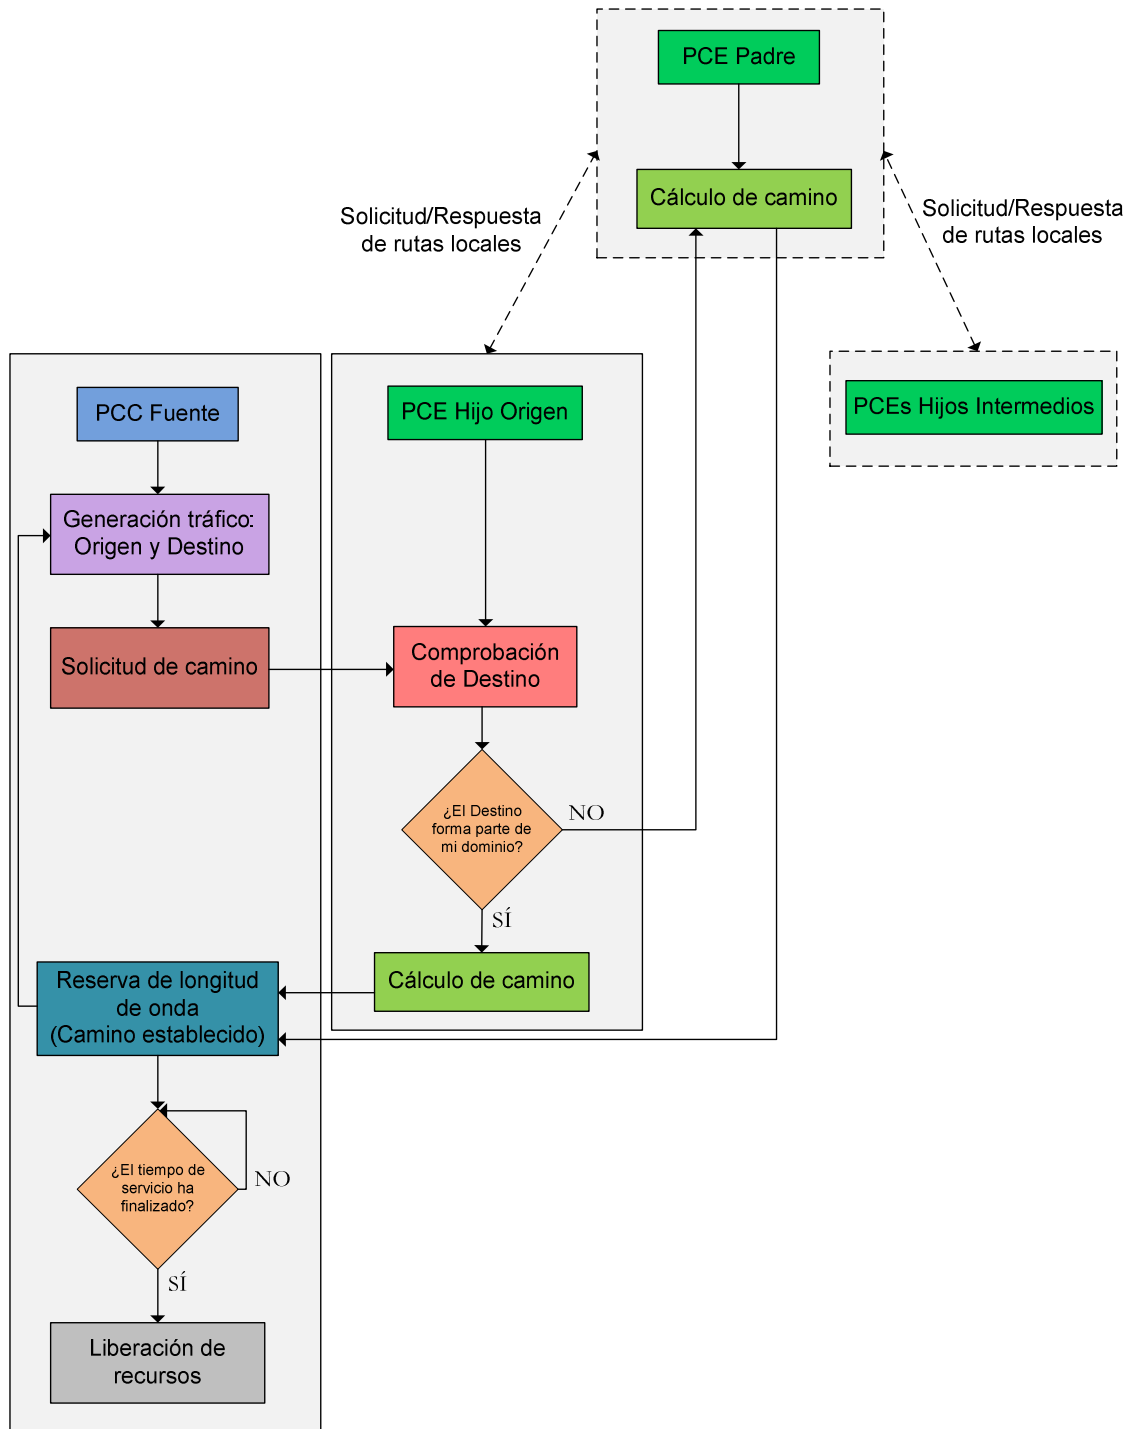 PCE Padre
Cálculo de camino
Solicitud/Respuesta
de rutas locales
Solicitud/Respuesta
de rutas locales
PCC Fuente
PCE Hijo Origen
PCEs Hijos Intermedios
Generación tráfico:
Origen y Destino
Solicitud de camino
Comprobación
de Destino
¿El Destino
forma parte de
mi dominio?
NO
SÍ
Cálculo de camino
Reserva de longitud
de onda
(Camino establecido)
¿El tiempo de
servicio ha
finalizado?
NO
SÍ
Liberación de
recursos